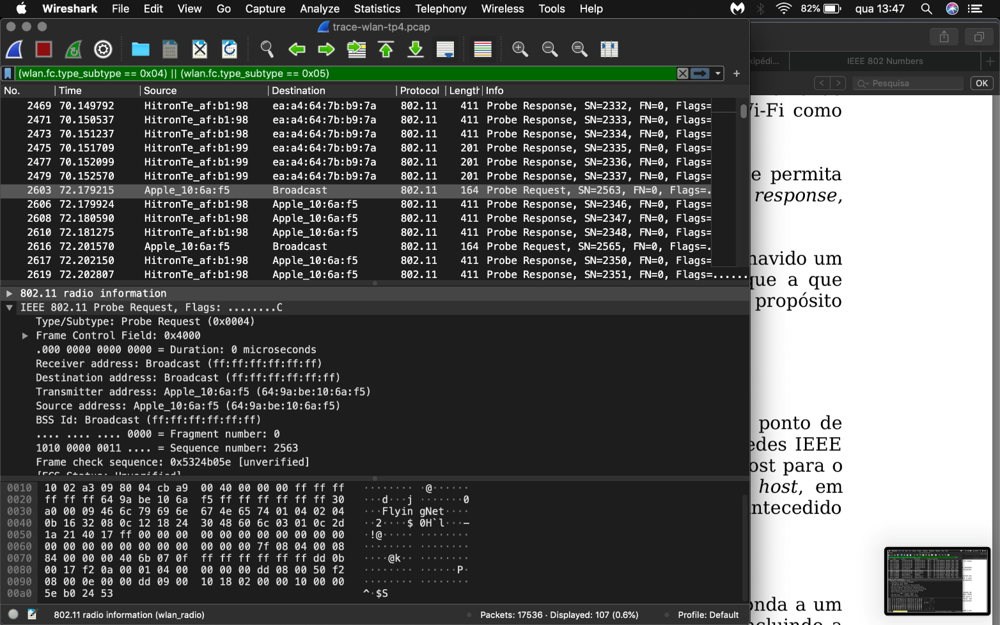 Wireshark File Edit View Go Capture Analyze Statistics Telephony Wireless Tools Help 82% qua 13:47
trace-wlan-tp4.pcap
(wlan.fc.type_subtype == 0x04) || (wlan.fc.type_subtype == 0x05)
No. Time Source Destination Protocol Length Info
2469 70.149792 HitronTe_af:b1:98 ea:a4:64:7b:b9:7a 802.11 411 Probe Response, SN=2332, FN=0, Flags=
2471 70.150537 HitronTe_af:b1:98 ea:a4:64:7b:b9:7a 802.11 411 Probe Response, SN=2333, FN=0, Flags=
2473 70.151237 HitronTe_af:b1:98 ea:a4:64:7b:b9:7a 802.11 411 Probe Response, SN=2334, FN=0, Flags=
2475 70.151709 HitronTe_af:b1:99 ea:a4:64:7b:b9:7a 802.11 201 Probe Response, SN=2335, FN=0, Flags=
2477 70.152099 HitronTe_af:b1:99 ea:a4:64:7b:b9:7a 802.11 201 Probe Response, SN=2336, FN=0, Flags=
2479 70.152570 HitronTe_af:b1:99 ea:a4:64:7b:b9:7a 802.11 201 Probe Response, SN=2337, FN=0, Flags=
2603 72.179215 Apple_10:6a:f5 Broadcast 802.11 164 Probe Request, SN=2563, FN=0, Flags=.
2606 72.179924 HitronTe_af:b1:98 Apple_10:6a:f5 802.11 411 Probe Response, SN=2346, FN=0, Flags=
2608 72.180590 HitronTe_af:b1:98 Apple_10:6a:f5 802.11 411 Probe Response, SN=2347, FN=0, Flags=
2610 72.181275 HitronTe_af:b1:98 Apple_10:6a:f5 802.11 411 Probe Response, SN=2348, FN=0, Flags=
2616 72.201570 Apple_10:6a:f5 Broadcast 802.11 164 Probe Request, SN=2565, FN=0, Flags=.
2617 72.202150 HitronTe_af:b1:98 Apple_10:6a:f5 802.11 411 Probe Response, SN=2350, FN=0, Flags=
2619 72.202807 HitronTe_af:b1:98 Apple_10:6a:f5 802.11 411 Probe Response, SN=2351, FN=0, Flags=......
802.11 radio information
IEEE 802.11 Probe Request, Flags: ........C
Type/Subtype: Probe Request (0x0004)
Frame Control Field: 0x4000
.000 0000 0000 0000 = Duration: 0 microseconds
Receiver address: Broadcast (ff:ff:ff:ff:ff:ff)
Destination address: Broadcast (ff:ff:ff:ff:ff:ff)
Transmitter address: Apple_10:6a:f5 (64:9a:be:10:6a:f5)
Source address: Apple_10:6a:f5 (64:9a:be:10:6a:f5)
BSS Id: Broadcast (ff:ff:ff:ff:ff:ff)
.... .... .... 0000 = Fragment number: 0
1010 0000 0011 .... = Sequence number: 2563
Frame check sequence: 0x5324b05e [unverified]
[FCS Status: Unverified]
0010 10 02 a3 09 80 04 cb a9 00 40 00 00 00 ff ff ff ········ ·@······
0020 ff ff ff 64 9a be 10 6a f5 ff ff ff ff ff ff 30 ···d···j ·······0
0030 a0 00 09 46 6c 79 69 6e 67 4e 65 74 01 04 02 04 ···Flyin gNet····
0040 0b 16 32 08 0c 12 18 24 30 48 60 6c 03 01 0c 2d ··2····$ 0H`l···-
0050 1a 21 40 17 ff 00 00 00 00 00 00 00 00 00 00 00 ·!@····· ········
0060 00 00 00 00 00 00 00 00 00 00 00 7f 08 04 00 08 ········ ········
0070 84 00 00 00 40 6b 07 0f ff ff ff ff ff ff dd 0b ····@k·· ········
0080 00 17 f2 0a 00 01 04 00 00 00 00 dd 08 00 50 f2 ········ ······P·
0090 08 00 0e 00 00 dd 09 00 10 18 02 00 00 10 00 00 ········ ········
00a0 5e b0 24 53 ^·$S
802.11 radio information (wlan_radio) Packets: 17536 · Displayed: 107 (0.6%) Profile: Default
kipédi... IEEE 802 Numbers
Pesquisa OK
Vi-Fi como
e permita
response,
havido um
que a que
propósito
ponto de
edes IEEE
ost para o
host, em
antecedido
onda a um